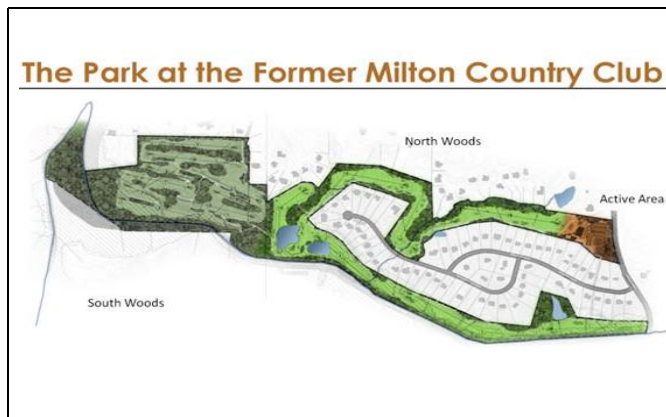 The Park at the Former Milton Country Club
North Woods
Active Area
South Woods